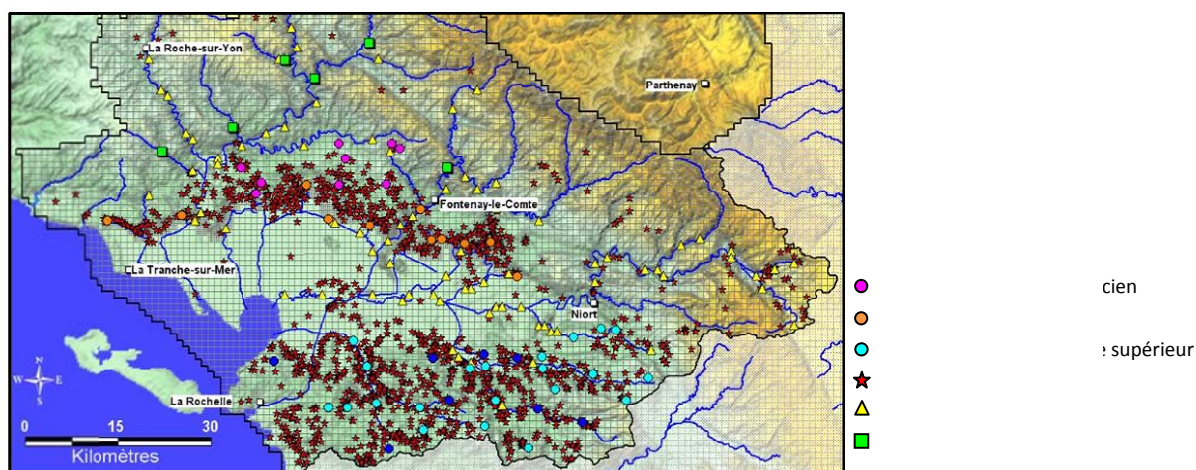 La Roche-sur-Yon
Parthenay
Fontenay-le-Comte
La Tranche-sur-Mer
Niort
cien
supérieur
N
W E
S
La Rochelle
0 15 30
Kilomètres